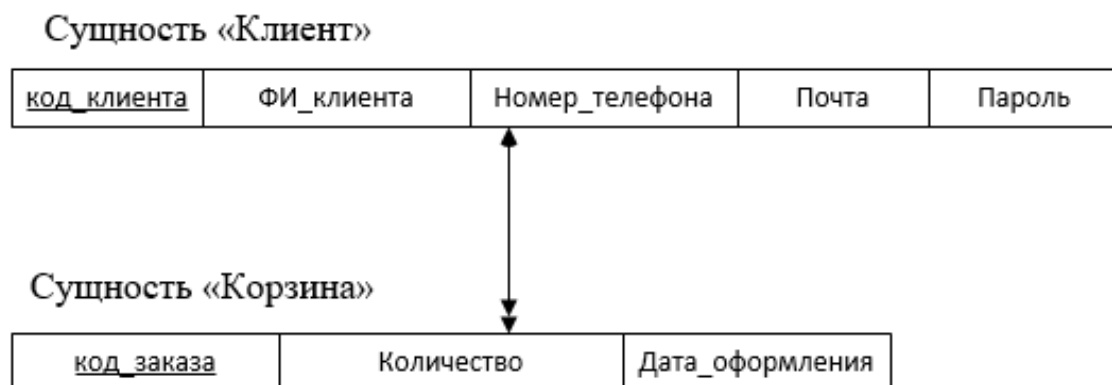 Сущность «Клиент»
код_клиента ФИ_клиента Номер_телефона Почта Пароль
Сущность «Корзина»
код_заказа Количество Дата_оформления